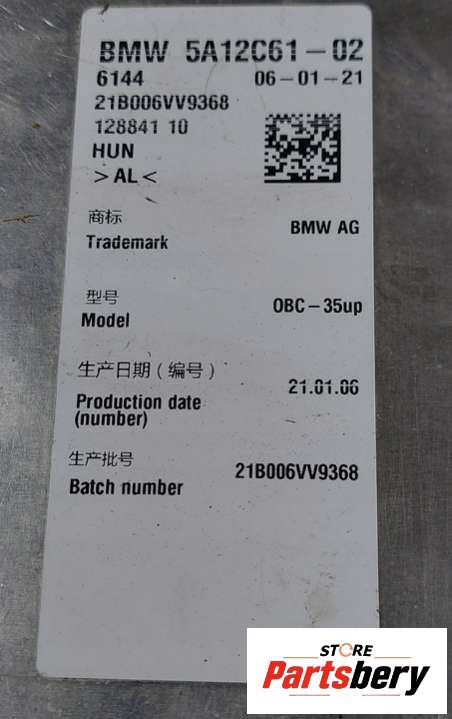 BMW 5A12C61-02
6144 06-01-21
21B006VV9368
128841 10
HUN
>AL<
商标
Trademark BMW AG
型号
Model OBC-35up
生产日期（编号）
Production date 21.01.06
(number)
生产批号
Batch number 21B006VV9368
STORE
Partsbery